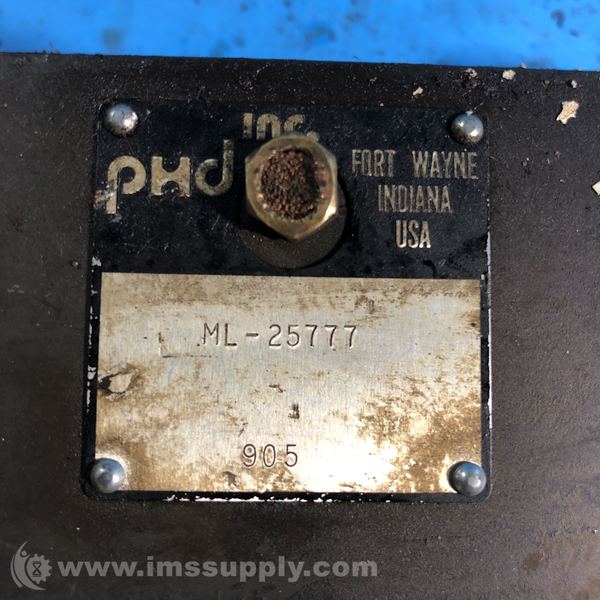 inc.
PHd
FORT WAYNE
INDIANA
USA
ML-25777
905
www.imssupply.com